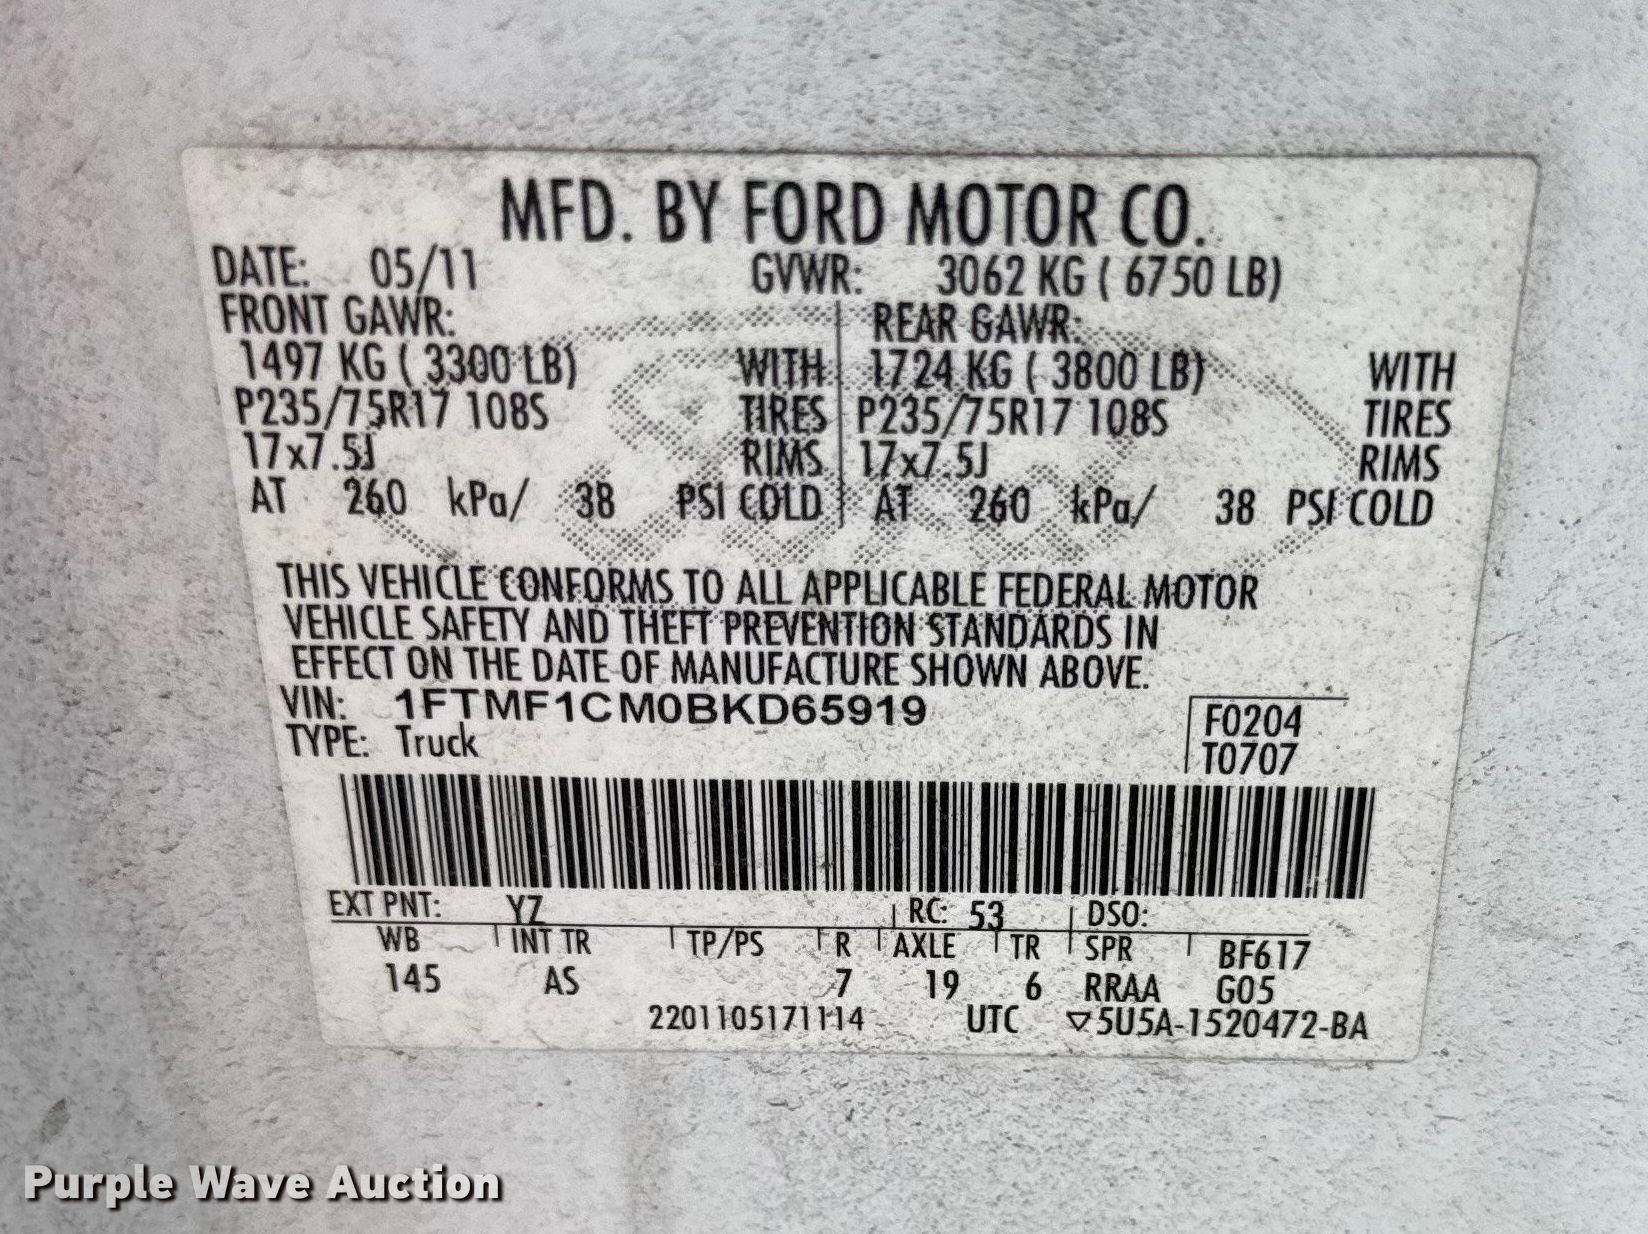 MFD. BY FORD MOTOR CO.
DATE: 05/11 GVWR: 3062 KG ( 6750 LB)
FRONT GAWR: REAR GAWR:
1497 KG ( 3300 LB) WITH 1724 KG ( 3800 LB) WITH
P235/75R17 108S TIRES P235/75R17 108S TIRES
17x7.5J RIMS 17x7.5J RIMS
AT 260 kPa/ 38 PSI COLD AT 260 kPa/ 38 PSI COLD
THIS VEHICLE CONFORMS TO ALL APPLICABLE FEDERAL MOTOR
VEHICLE SAFETY AND THEFT PREVENTION STANDARDS IN
EFFECT ON THE DATE OF MANUFACTURE SHOWN ABOVE.
VIN: 1FTMF1CM0BKD65919 F0204
TYPE: Truck T0707
EXT PNT: YZ RC: 53 DSO:
WB INT TR TP/PS R AXLE TR SPR BF617
145 AS 7 19 6 RRAA G05
2201105171114 UTC ▽5U5A-1520472-BA
Purple Wave Auction